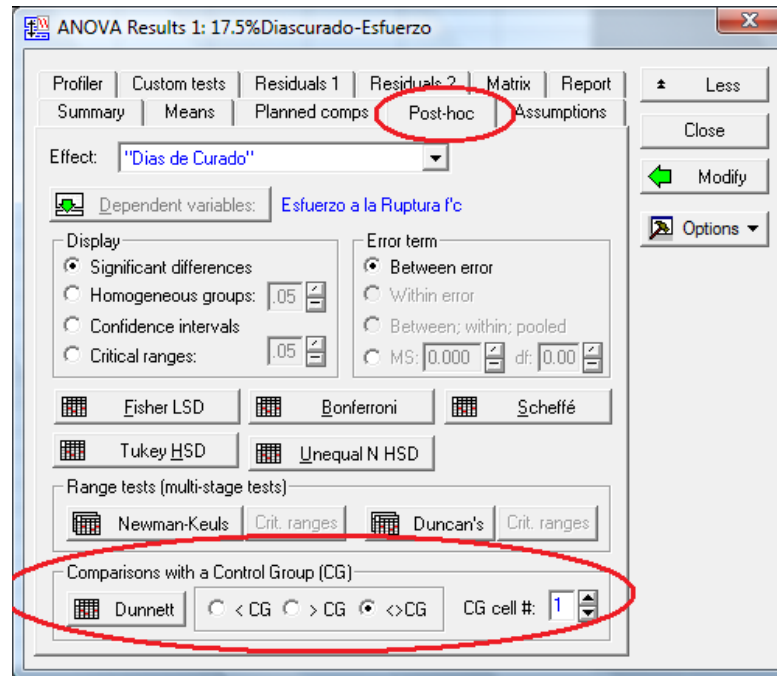 ANOVA Results 1: 17.5%Diascurado-Esfuerzo
Profiler Custom tests Residuals 1 Residuals 2 Matrix Report
Summary Means Planned comps Post-hoc Assumptions
Less
Close
Modify
Options
Effect: "Dias de Curado"
Dependent variables: Esfuerzo a la Ruptura f'c
Display
Significant differences
Homogeneous groups: .05
Confidence intervals
Critical ranges: .05
Error term
Between error
Within error
Between; within; pooled
MS: 0.000 df: 0.00
Fisher LSD Bonferroni Scheffé
Tukey HSD Unequal N HSD
Range tests (multi-stage tests)
Newman-Keuls Crit. ranges Duncan's Crit. ranges
Comparisons with a Control Group (CG)
Dunnett < CG > CG <>CG CG cell #: 1